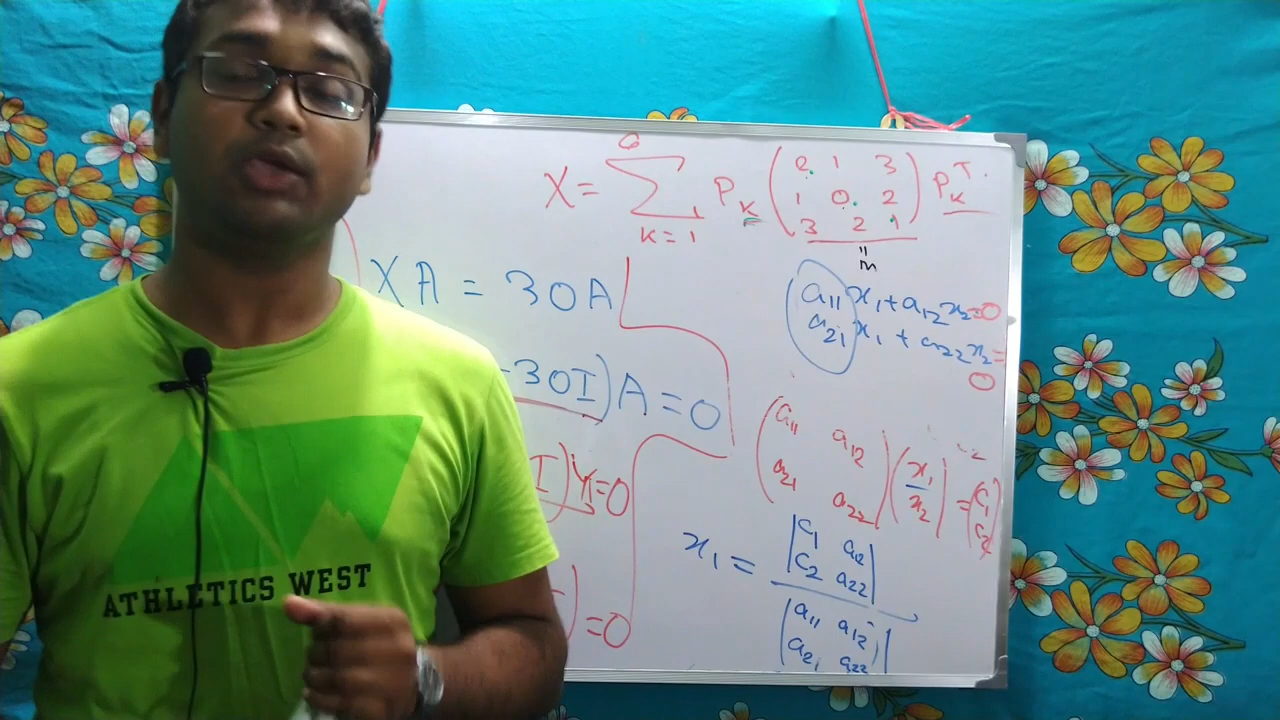 X = 6 Σ K = 1 P_K ( 2 1 3 ) P_K^T.
1 0 2
3 2 1
"
m
XA = 30A
a11 x1 + a12 x2 = 0
a21 x1 + a22 x2 =
0
-30I)A = 0
( a11 a12 ) ( x1 ) = ( c1
a21 a22 x2 c2
I)Y=0
x1 = | c1 a12 |
| c2 a22 |
| a11 a12 |
| a21 a22 |
)=0
ATHLETICS WEST